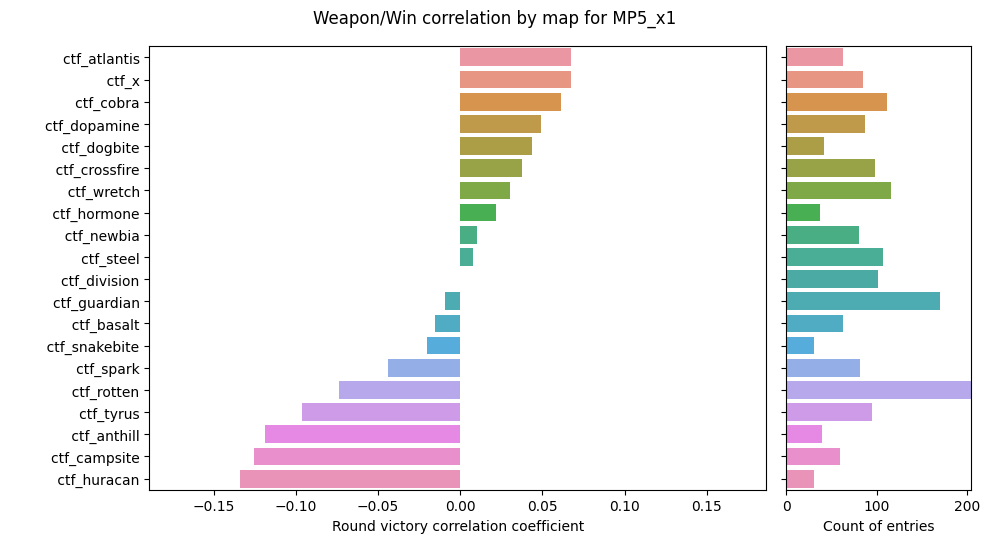 Weapon/Win correlation by map for MP5_x1
ctf_atlantis
ctf_x
ctf_cobra
ctf_dopamine
ctf_dogbite
ctf_crossfire
ctf_wretch
ctf_hormone
ctf_newbia
ctf_steel
ctf_division
ctf_guardian
ctf_basalt
ctf_snakebite
ctf_spark
ctf_rotten
ctf_tyrus
ctf_anthill
ctf_campsite
ctf_huracan
−0.15 −0.10 −0.05 0.00 0.05 0.10 0.15
Round victory correlation coefficient
0 100 200
Count of entries